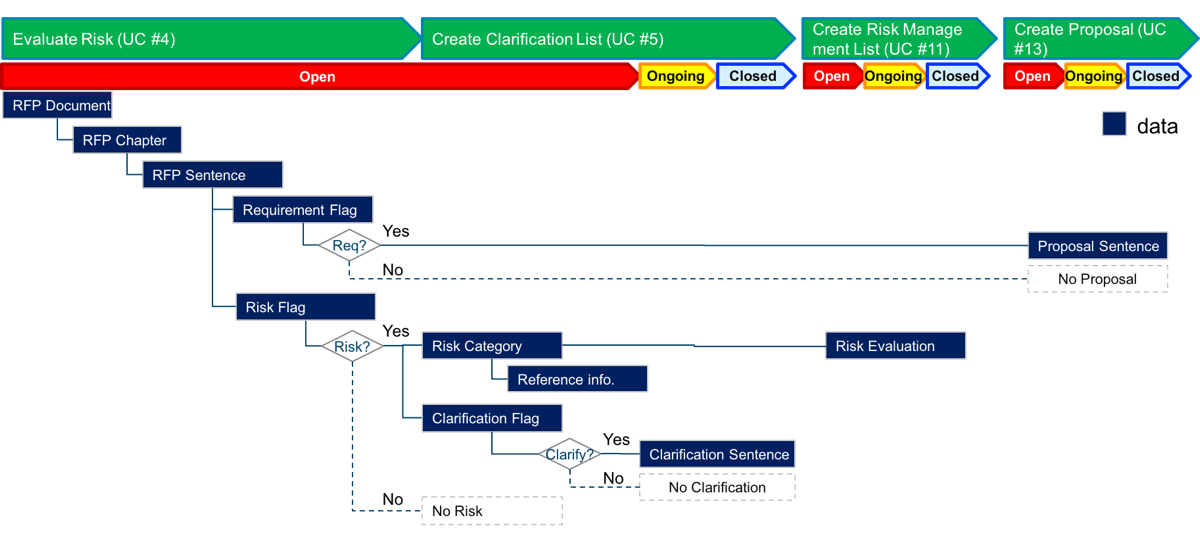 Evaluate Risk (UC #4)
Create Clarification List (UC #5)
Create Risk Manage
ment List (UC #11)
Create Proposal (UC
#13)
Open
Ongoing
Closed
Open
Ongoing
Closed
Open
Ongoing
Closed
RFP Document
data
RFP Chapter
RFP Sentence
Requirement Flag
Yes
Req?
Proposal Sentence
No
No Proposal
Risk Flag
Yes
Risk?
Risk Category
Risk Evaluation
Reference info.
Clarification Flag
Yes
Clarify?
Clarification Sentence
No
No Clarification
No
No Risk